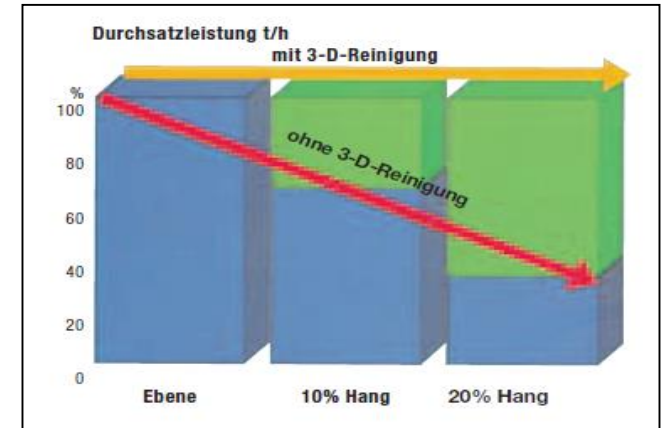 Durchsatzleistung t/h
mit 3-D-Reinigung
%
100
ohne 3-D-Reinigung
80
60
40
20
0
Ebene 10% Hang 20% Hang